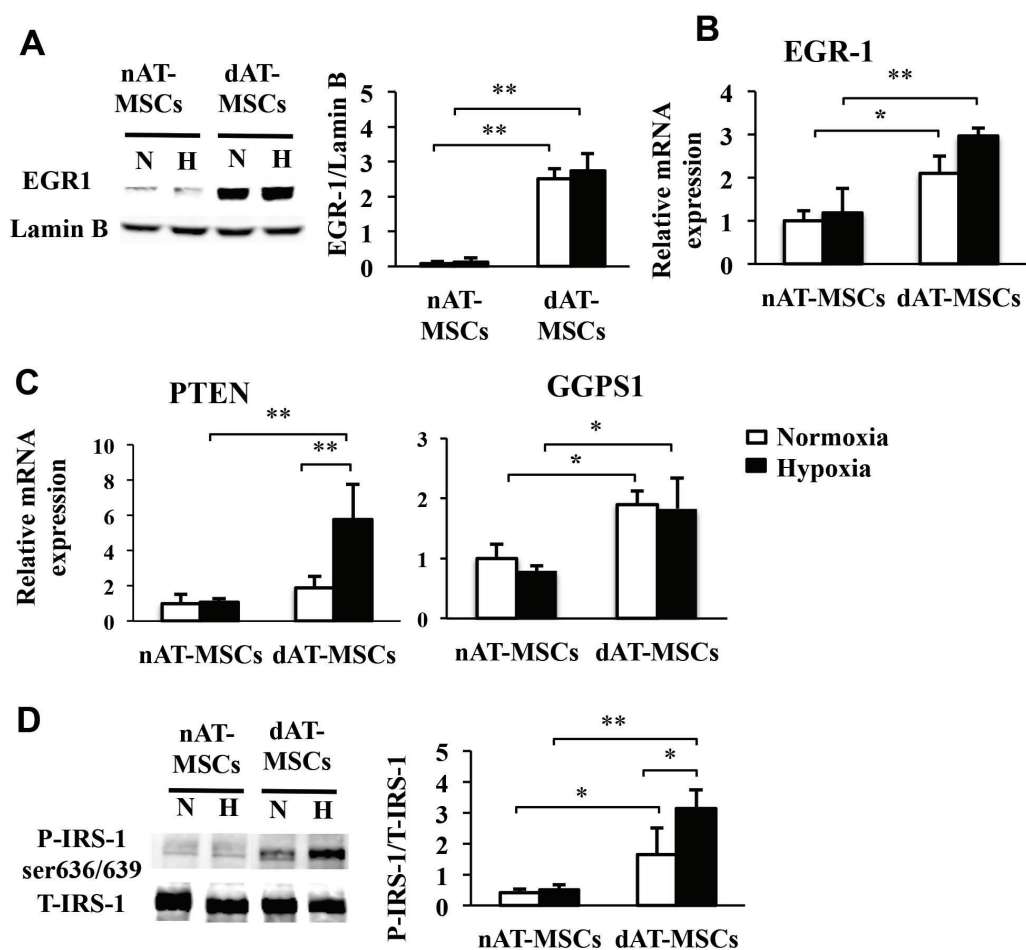 A
nAT-
MSCs
dAT-
MSCs
N H N H
EGR1
Lamin B
EGR-1/Lamin B
5
4
3
2
1
0
**
**
nAT-
MSCs
dAT-
MSCs
B
EGR-1
Relative mRNA
expression
4
3
2
1
0
**
*
nAT-MSCs dAT-MSCs
C
PTEN
Relative mRNA
expression
10
8
6
4
2
0
**
**
nAT-MSCs dAT-MSCs
GGPS1
3
2
1
0
*
*
nAT-MSCs dAT-MSCs
Normoxia
Hypoxia
D
nAT-
MSCs
dAT-
MSCs
N H N H
P-IRS-1
ser636/639
T-IRS-1
P-IRS-1/T-IRS-1
5
4
3
2
1
0
**
*
*
nAT-MSCs dAT-MSCs